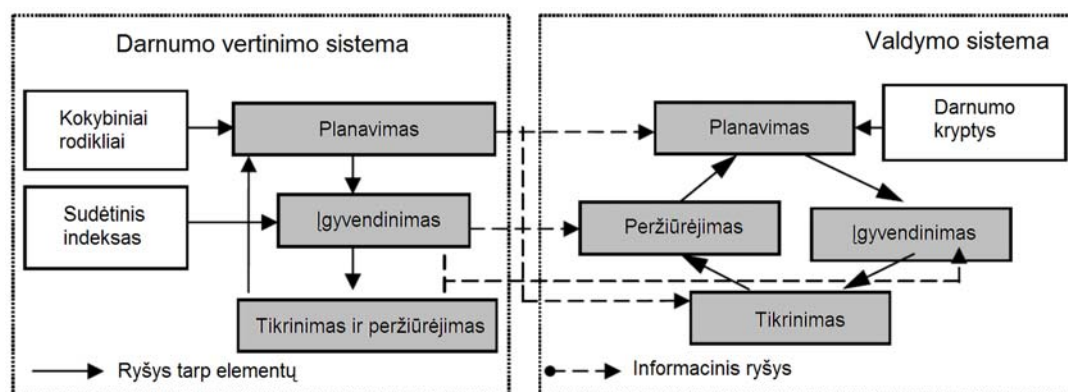 Darnumo vertinimo sistema
Kokybiniai
rodikliai
Planavimas
Sudėtinis
indeksas
Įgyvendinimas
Tikrinimas ir peržiūrėjimas
Ryšys tarp elementų
Valdymo sistema
Planavimas
Darnumo
kryptys
Peržiūrėjimas
Įgyvendinimas
Tikrinimas
Informacinis ryšys